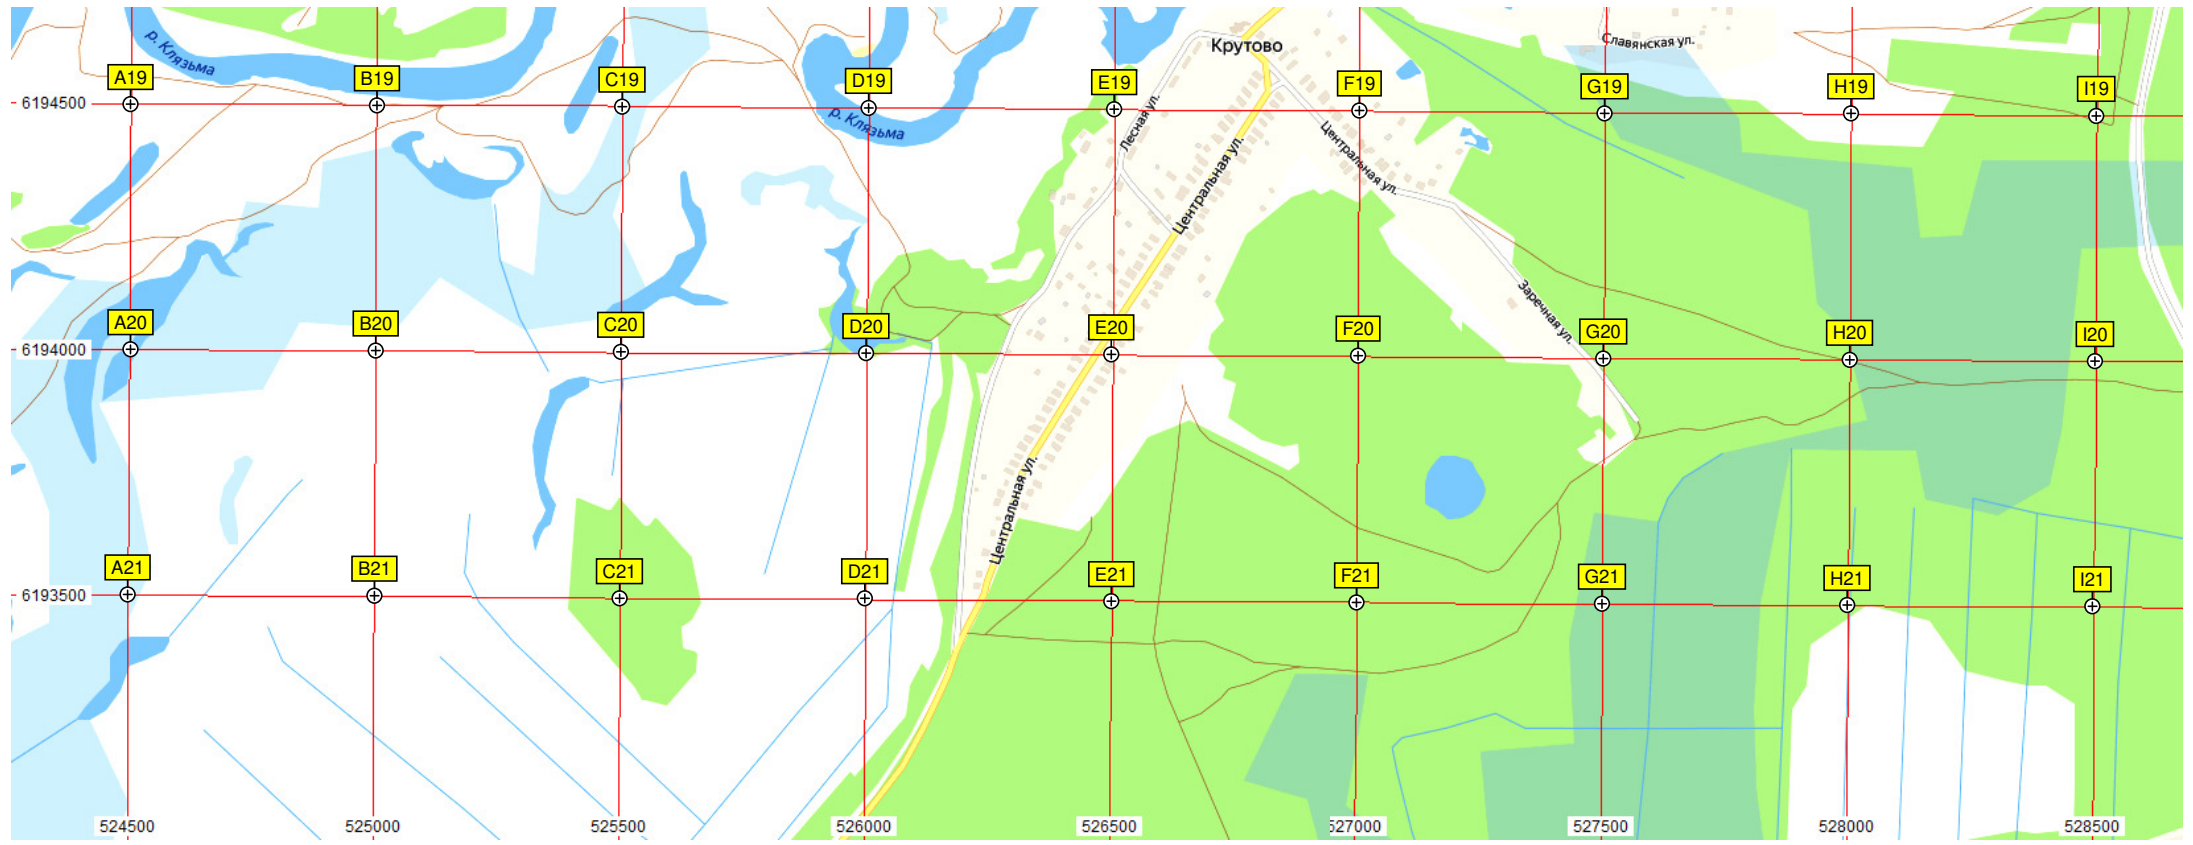 р. Клязьма
Крутово
Славянская ул.
A19
B19
C19
D19
E19
F19
G19
H19
I19
6194500
р. Клязьма
Лесная ул.
Центральная ул.
Центральная ул.
Заречная ул.
A20
B20
C20
D20
E20
F20
G20
H20
I20
6194000
Центральная ул.
A21
B21
C21
D21
E21
F21
G21
H21
I21
6193500
524500
525000
525500
526000
526500
527000
527500
528000
528500